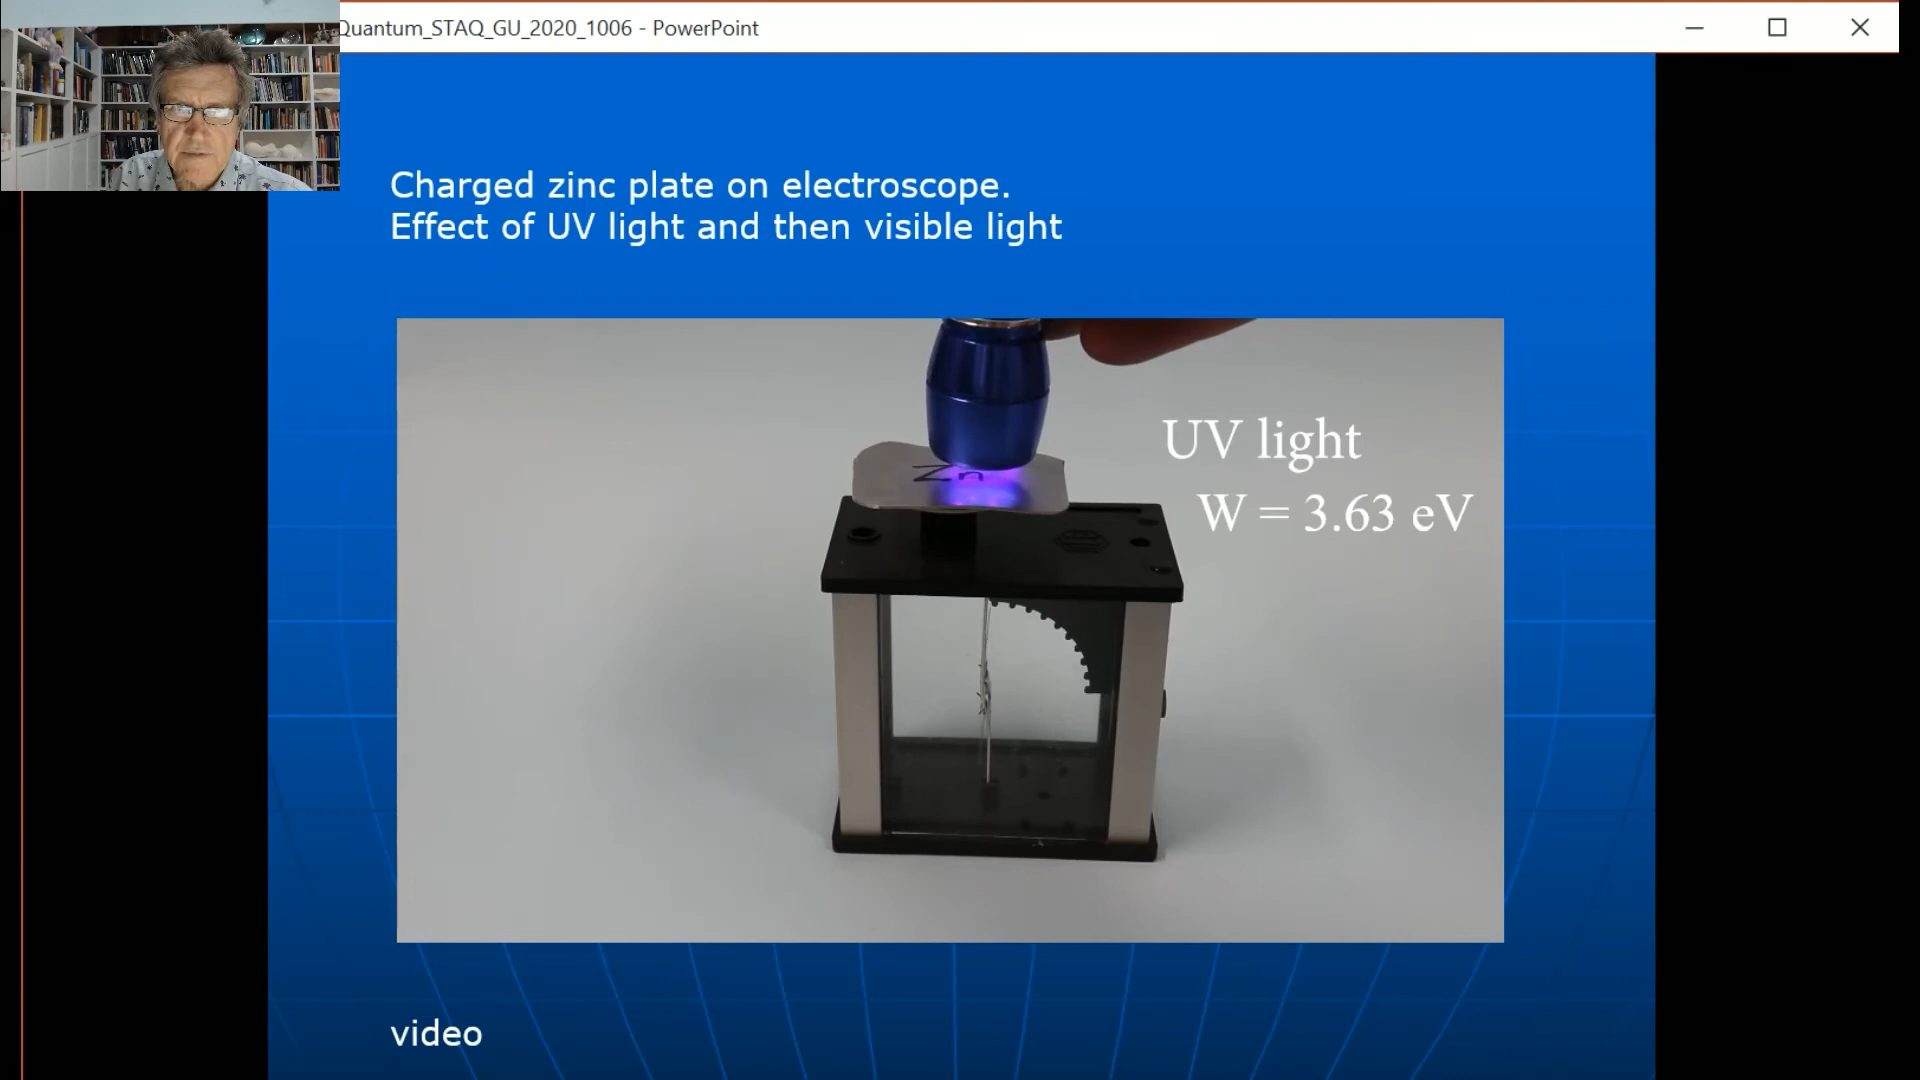 Quantum_STAQ_GU_2020_1006 - PowerPoint
Charged zinc plate on electroscope.
Effect of UV light and then visible light
UV light
W = 3.63 eV
Zn
video